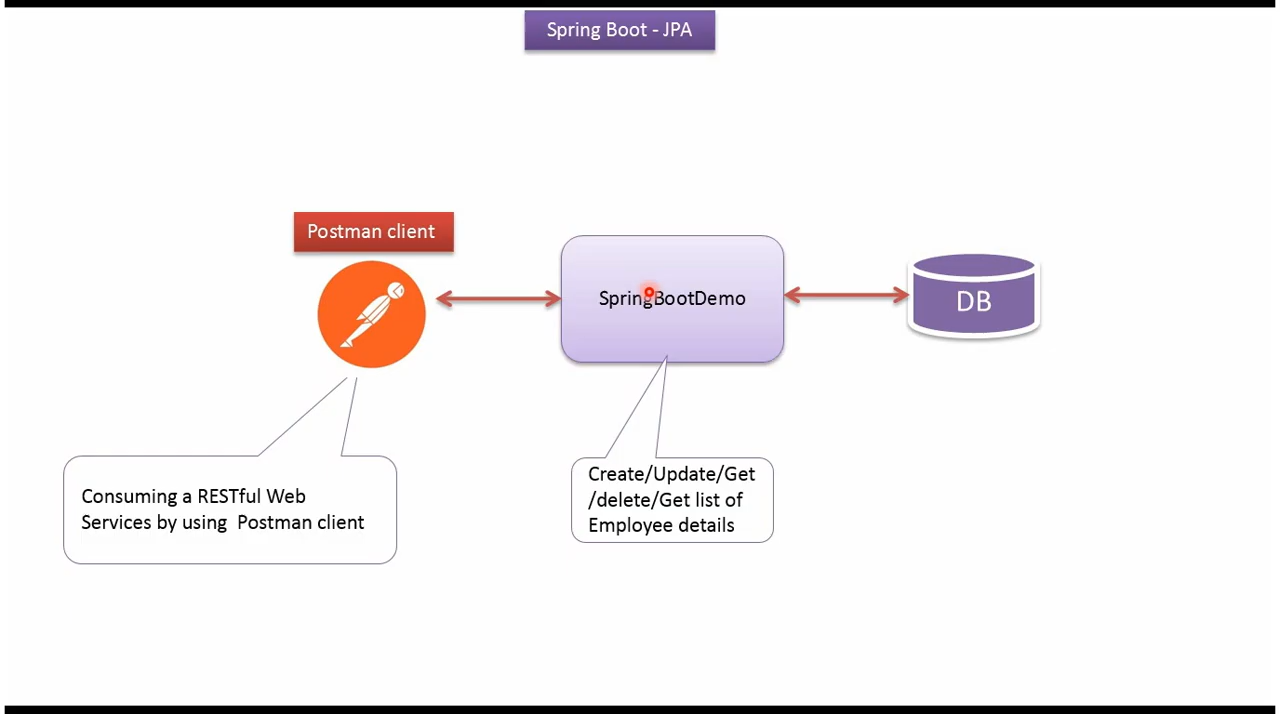 Spring Boot - JPA
Postman client
SpringBootDemo
DB
Consuming a RESTful Web
Services by using  Postman client
Create/Update/Get
/delete/Get list of
Employee details